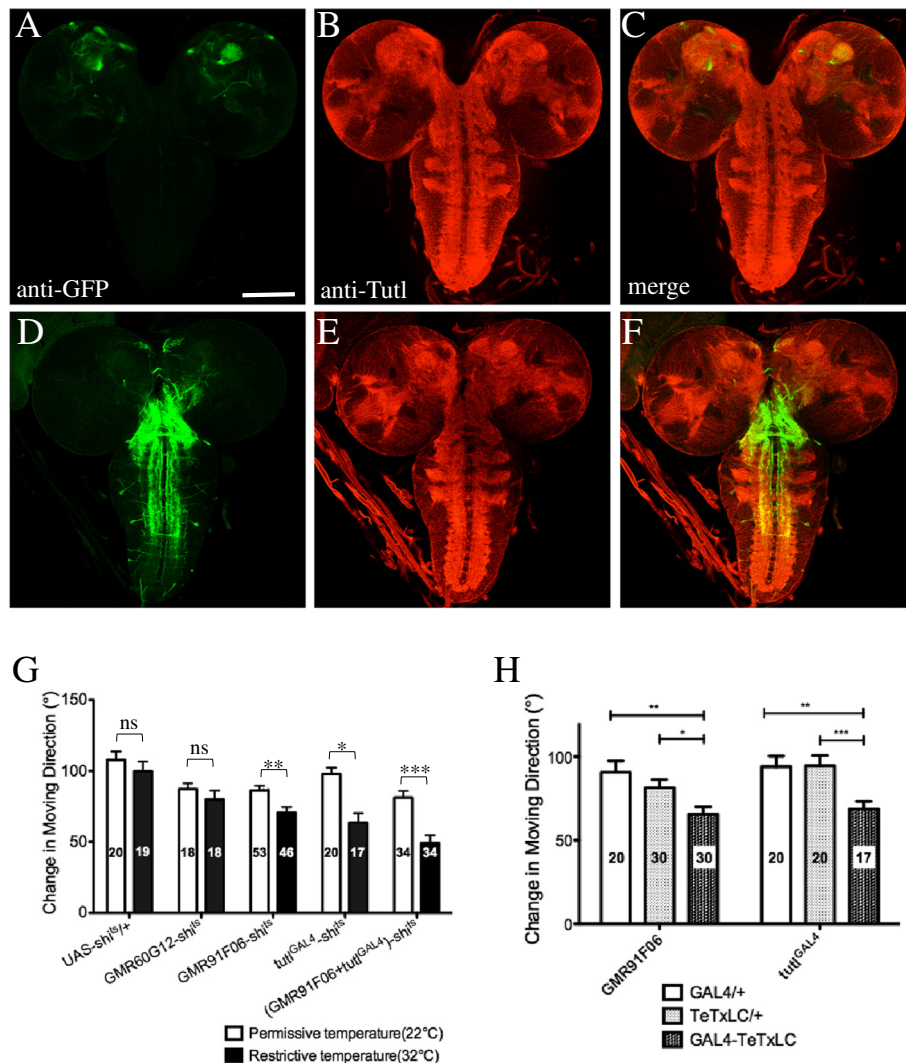 A
B
C
anti-GFP
anti-Tutl
merge
D
E
F
G
Change in Moving Direction (°)
150
100
50
0
ns
ns
**
*
***
20
19
18
18
53
46
20
17
34
34
UAS-shi^ts/+
GMR60G12-shi^ts
GMR91F06-shi^ts
tutl^GAL4-shi^ts
(GMR91F06+tutl^GAL4)-shi^ts
Permissive temperature(22°C)
Restrictive temperature(32°C)
H
Change in Moving Direction (°)
100
50
0
**
*
**
***
20
30
30
20
20
17
GMR91F06
tutl^GAL4
GAL4/+
TeTxLC/+
GAL4-TeTxLC